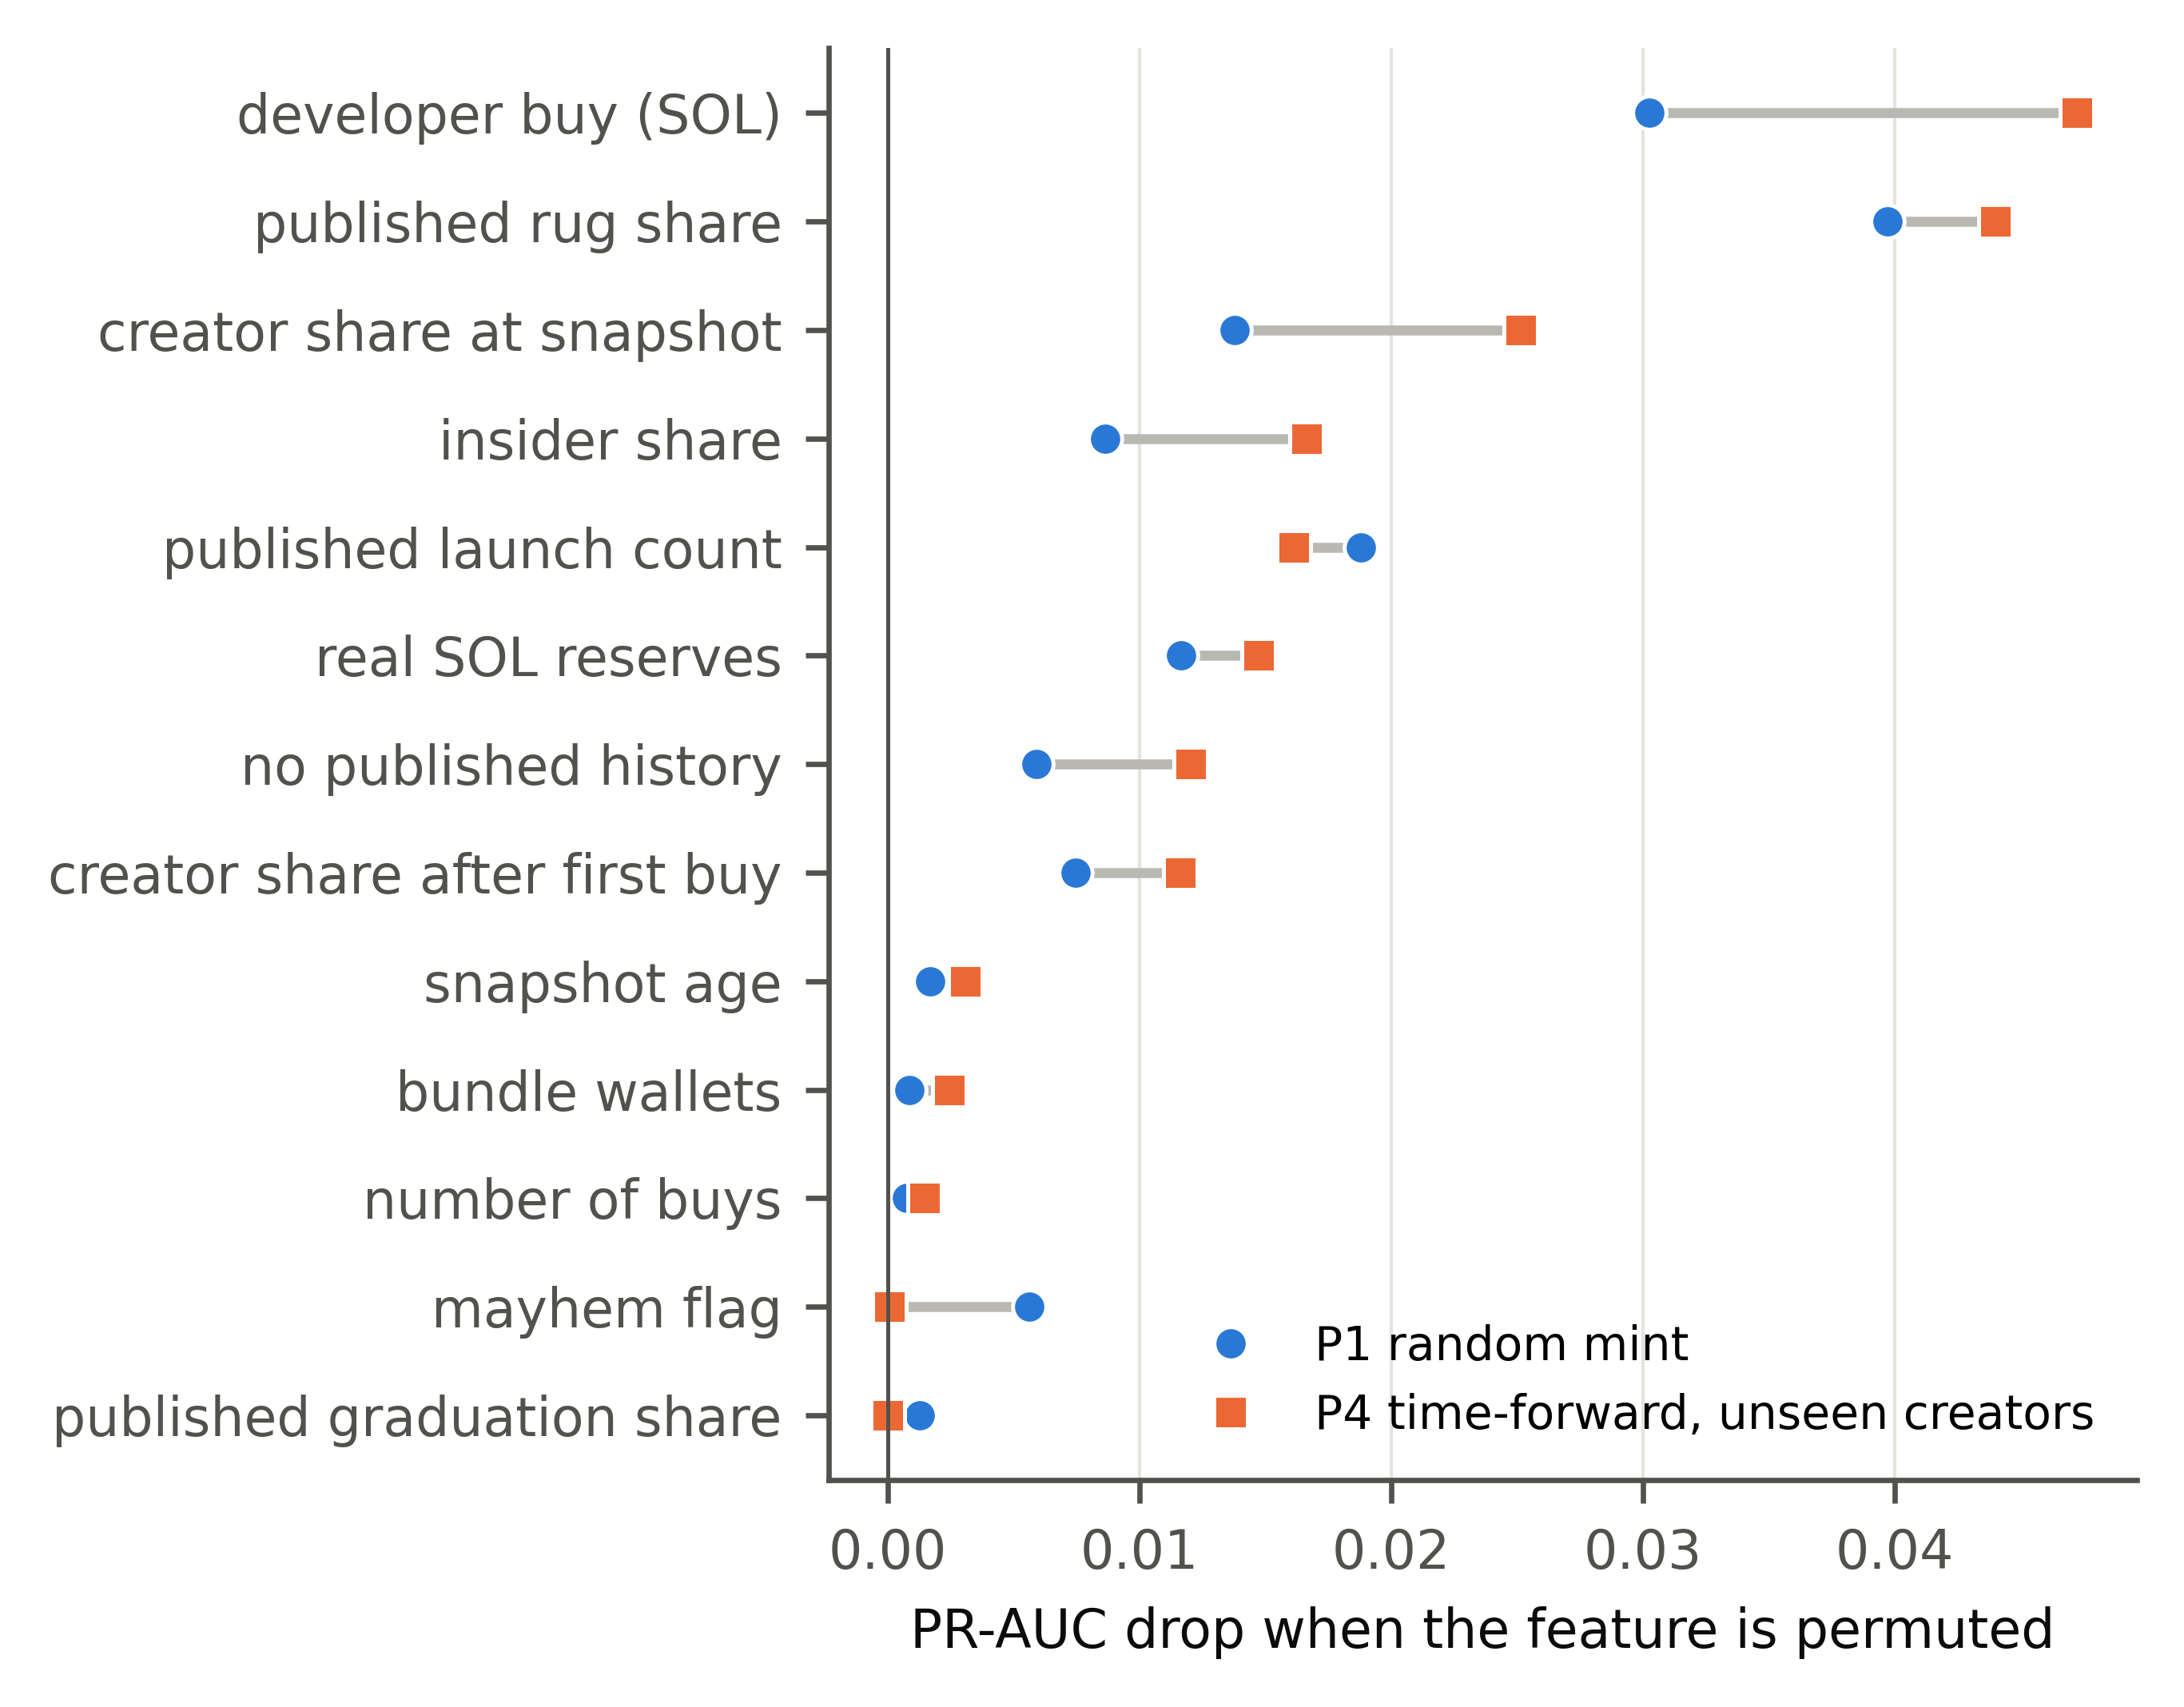 developer buy (SOL)
published rug share
creator share at snapshot
insider share
published launch count
real SOL reserves
no published history
creator share after first buy
snapshot age
bundle wallets
number of buys
mayhem flag
published graduation share
P1 random mint
P4 time-forward, unseen creators
0.00 0.01 0.02 0.03 0.04
PR-AUC drop when the feature is permuted